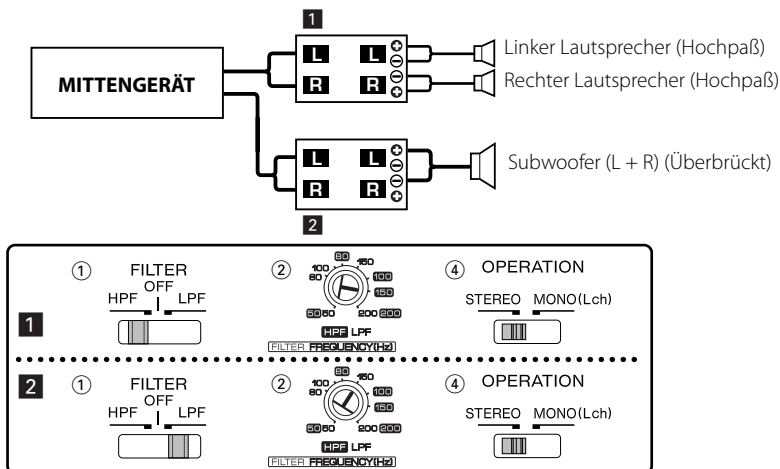 1
MITTENGERÄT
L L
R R
Linker Lautsprecher (Hochpaß)
Rechter Lautsprecher (Hochpaß)
L L
R R
Subwoofer (L + R) (Überbrückt)
2
1
① FILTER
OFF
HPF LPF
② 80 150
100 100
80 150
50 50 200 200
HPF LPF
FILTER FREQUENCY(Hz)
④ OPERATION
STEREO MONO(Lch)
2
① FILTER
OFF
HPF LPF
② 80 150
100 100
80 150
50 50 200 200
HPF LPF
FILTER FREQUENCY(Hz)
④ OPERATION
STEREO MONO(Lch)